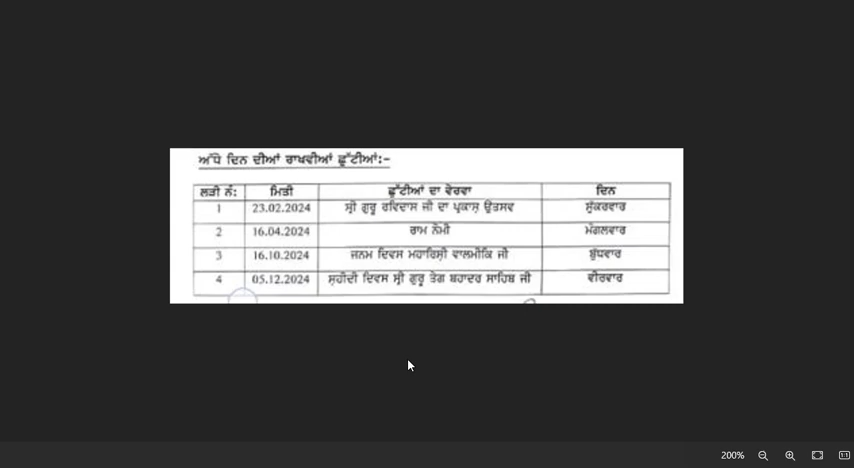 ਅੱਧੇ ਦਿਨ ਦੀਆਂ ਰਾਖਵੀਆਂ ਛੁੱਟੀਆਂ:-
ਲੜੀ ਨੰ: ਮਿਤੀ ਛੁੱਟੀਆਂ ਦਾ ਵੇਰਵਾ ਦਿਨ
1 23.02.2024 ਸ੍ਰੀ ਗੁਰੂ ਰਵਿਦਾਸ ਜੀ ਦਾ ਪ੍ਰਕਾਸ਼ ਉਤਸਵ ਸ਼ੁੱਕਰਵਾਰ
2 16.04.2024 ਰਾਮ ਨੌਮੀ ਮੰਗਲਵਾਰ
3 16.10.2024 ਜਨਮ ਦਿਵਸ ਮਹਾਰਿਸ਼ੀ ਵਾਲਮੀਕਿ ਜੀ ਬੁੱਧਵਾਰ
4 05.12.2024 ਸ਼ਹੀਦੀ ਦਿਵਸ ਸ੍ਰੀ ਗੁਰੂ ਤੇਗ ਬਹਾਦਰ ਸਾਹਿਬ ਜੀ ਵੀਰਵਾਰ
200%